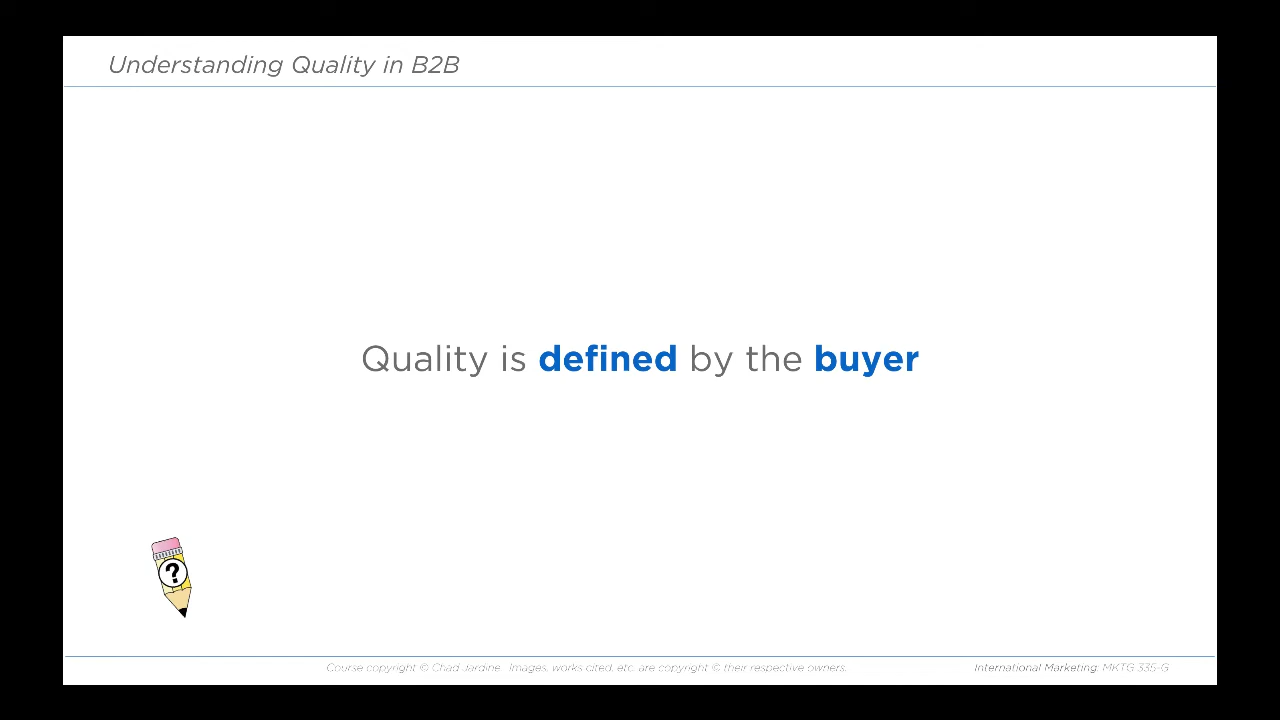 Understanding Quality in B2B
Quality is defined by the buyer
?
Course copyright © Chad Jardine. Images, works cited, etc. are copyright © their respective owners.
International Marketing: MKTG 335-G